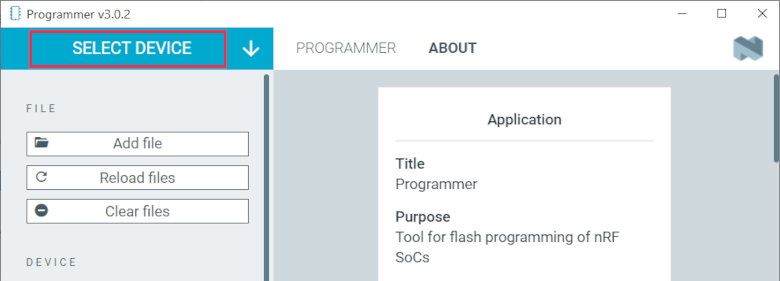 Programmer v3.0.2
SELECT DEVICE
PROGRAMMER
ABOUT
FILE
Add file
Reload files
Clear files
DEVICE
Application
Title
Programmer
Purpose
Tool for flash programming of nRF
SoCs